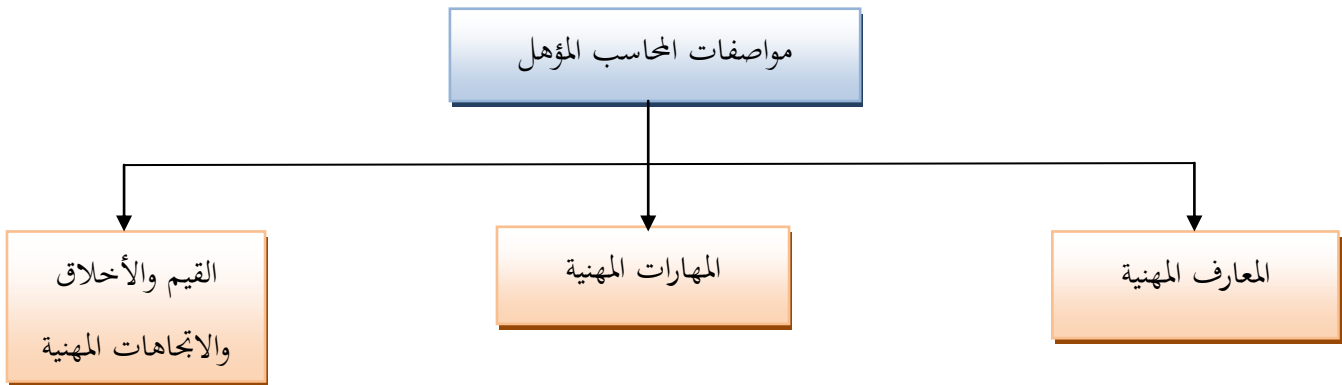 مواصفات المحاسب المؤهل
المعارف المهنية
المهارات المهنية
القيم والأخلاق
والاتجاهات المهنية